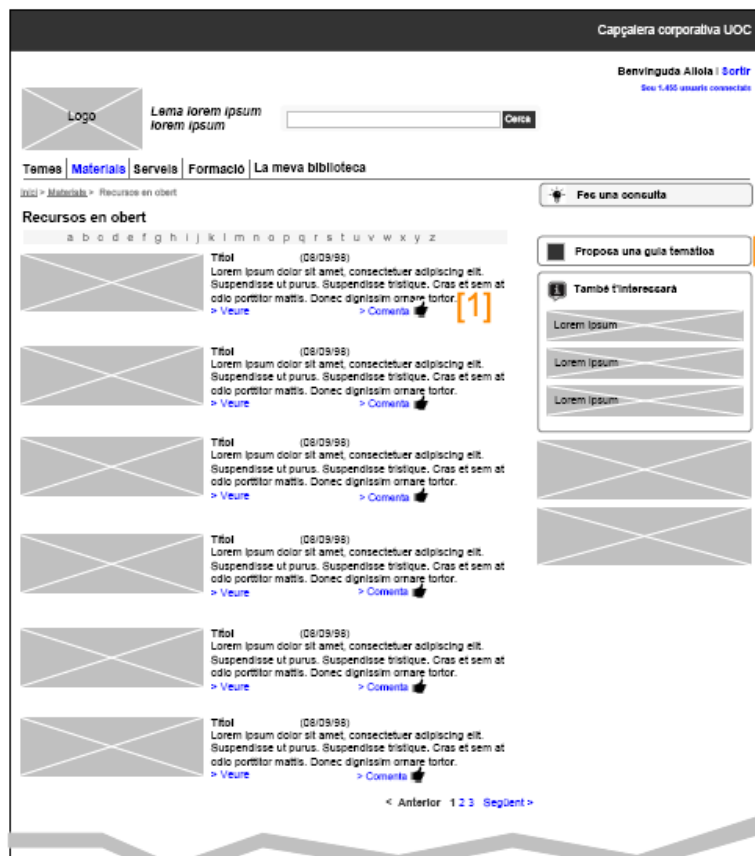 Capçalera corporativa UOC
Benvinguda Aliola | Sortir
Sou 1.455 usuaris connectats
Logo
Lema lorem ipsum
lorem ipsum
Cerca
Temes Materials Serveis Formació La meva biblioteca
Inici > Materials > Recursos en obert
Fes una consulta
Recursos en obert
a b c d e f g h i j k l m n o p q r s t u v w x y z
Títol (08/09/98)
Lorem ipsum dolor sit amet, consectetuer adipiscing elit.
Suspendisse ut purus. Suspendisse tristique. Cras et sem at
odio porttitor mattis. Donec dignissim ornare tortor.
> Veure > Comenta
[1]
Títol (08/09/98)
Lorem ipsum dolor sit amet, consectetuer adipiscing elit.
Suspendisse ut purus. Suspendisse tristique. Cras et sem at
odio porttitor mattis. Donec dignissim ornare tortor.
> Veure > Comenta
Títol (08/09/98)
Lorem ipsum dolor sit amet, consectetuer adipiscing elit.
Suspendisse ut purus. Suspendisse tristique. Cras et sem at
odio porttitor mattis. Donec dignissim ornare tortor.
> Veure > Comenta
Títol (08/09/98)
Lorem ipsum dolor sit amet, consectetuer adipiscing elit.
Suspendisse ut purus. Suspendisse tristique. Cras et sem at
odio porttitor mattis. Donec dignissim ornare tortor.
> Veure > Comenta
Títol (08/09/98)
Lorem ipsum dolor sit amet, consectetuer adipiscing elit.
Suspendisse ut purus. Suspendisse tristique. Cras et sem at
odio porttitor mattis. Donec dignissim ornare tortor.
> Veure > Comenta
Títol (08/09/98)
Lorem ipsum dolor sit amet, consectetuer adipiscing elit.
Suspendisse ut purus. Suspendisse tristique. Cras et sem at
odio porttitor mattis. Donec dignissim ornare tortor.
> Veure > Comenta
< Anterior 1 2 3 Següent >
Proposa una guia temàtica
També t'interessarà
Lorem ipsum
Lorem ipsum
Lorem ipsum